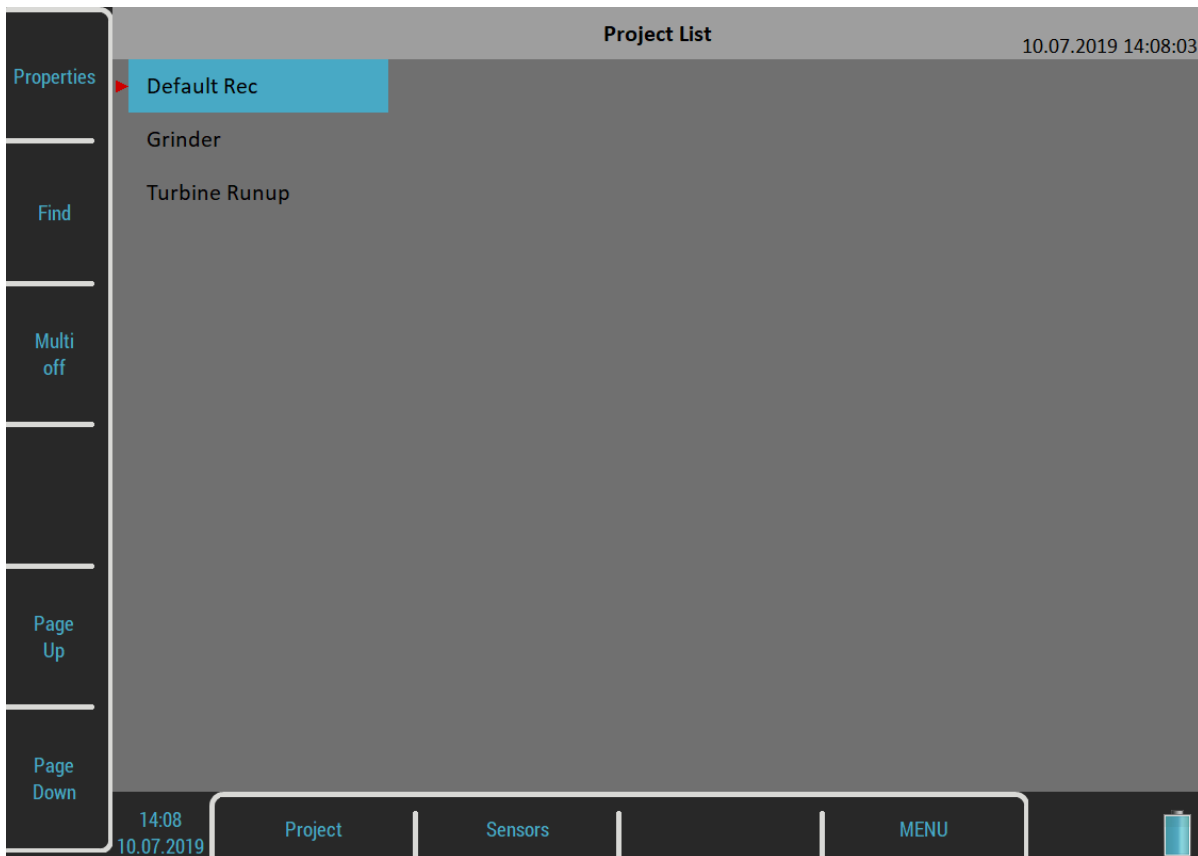 Project List
10.07.2019 14:08:03
Properties
Find
Multi
off
Page
Up
Page
Down
Default Rec
Grinder
Turbine Runup
14:08
10.07.2019
Project
Sensors
MENU